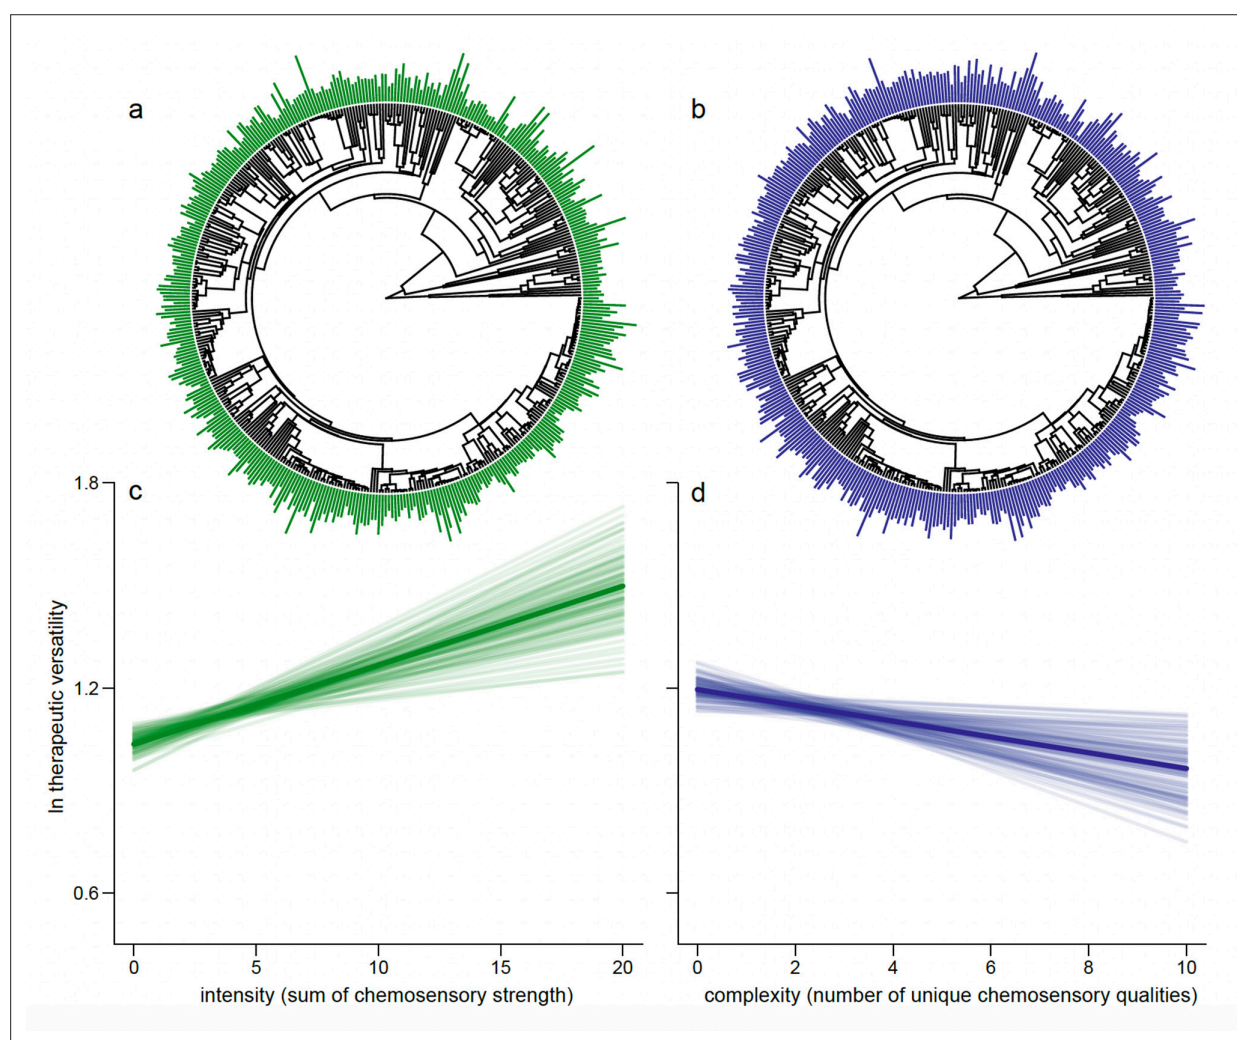 a
b
c
d
1.8
1.2
0.6
ln therapeutic versatility
0 5 10 15 20
intensity (sum of chemosensory strength)
0 2 4 6 8 10
complexity (number of unique chemosensory qualities)